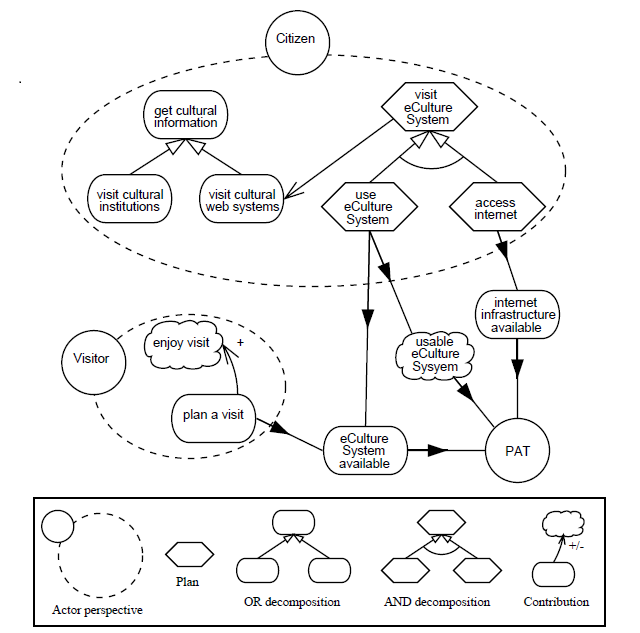 Citizen
get cultural
information
visit
eCulture
System
visit cultural
institutions
visit cultural
web systems
use
eCulture
System
access
internet
internet
infrastructure
available
Visitor
enjoy visit
+
usable
eCulture
Sysyem
plan a visit
eCulture
System
available
PAT
Actor perspective
Plan
OR decomposition
AND decomposition
+/-
Contribution